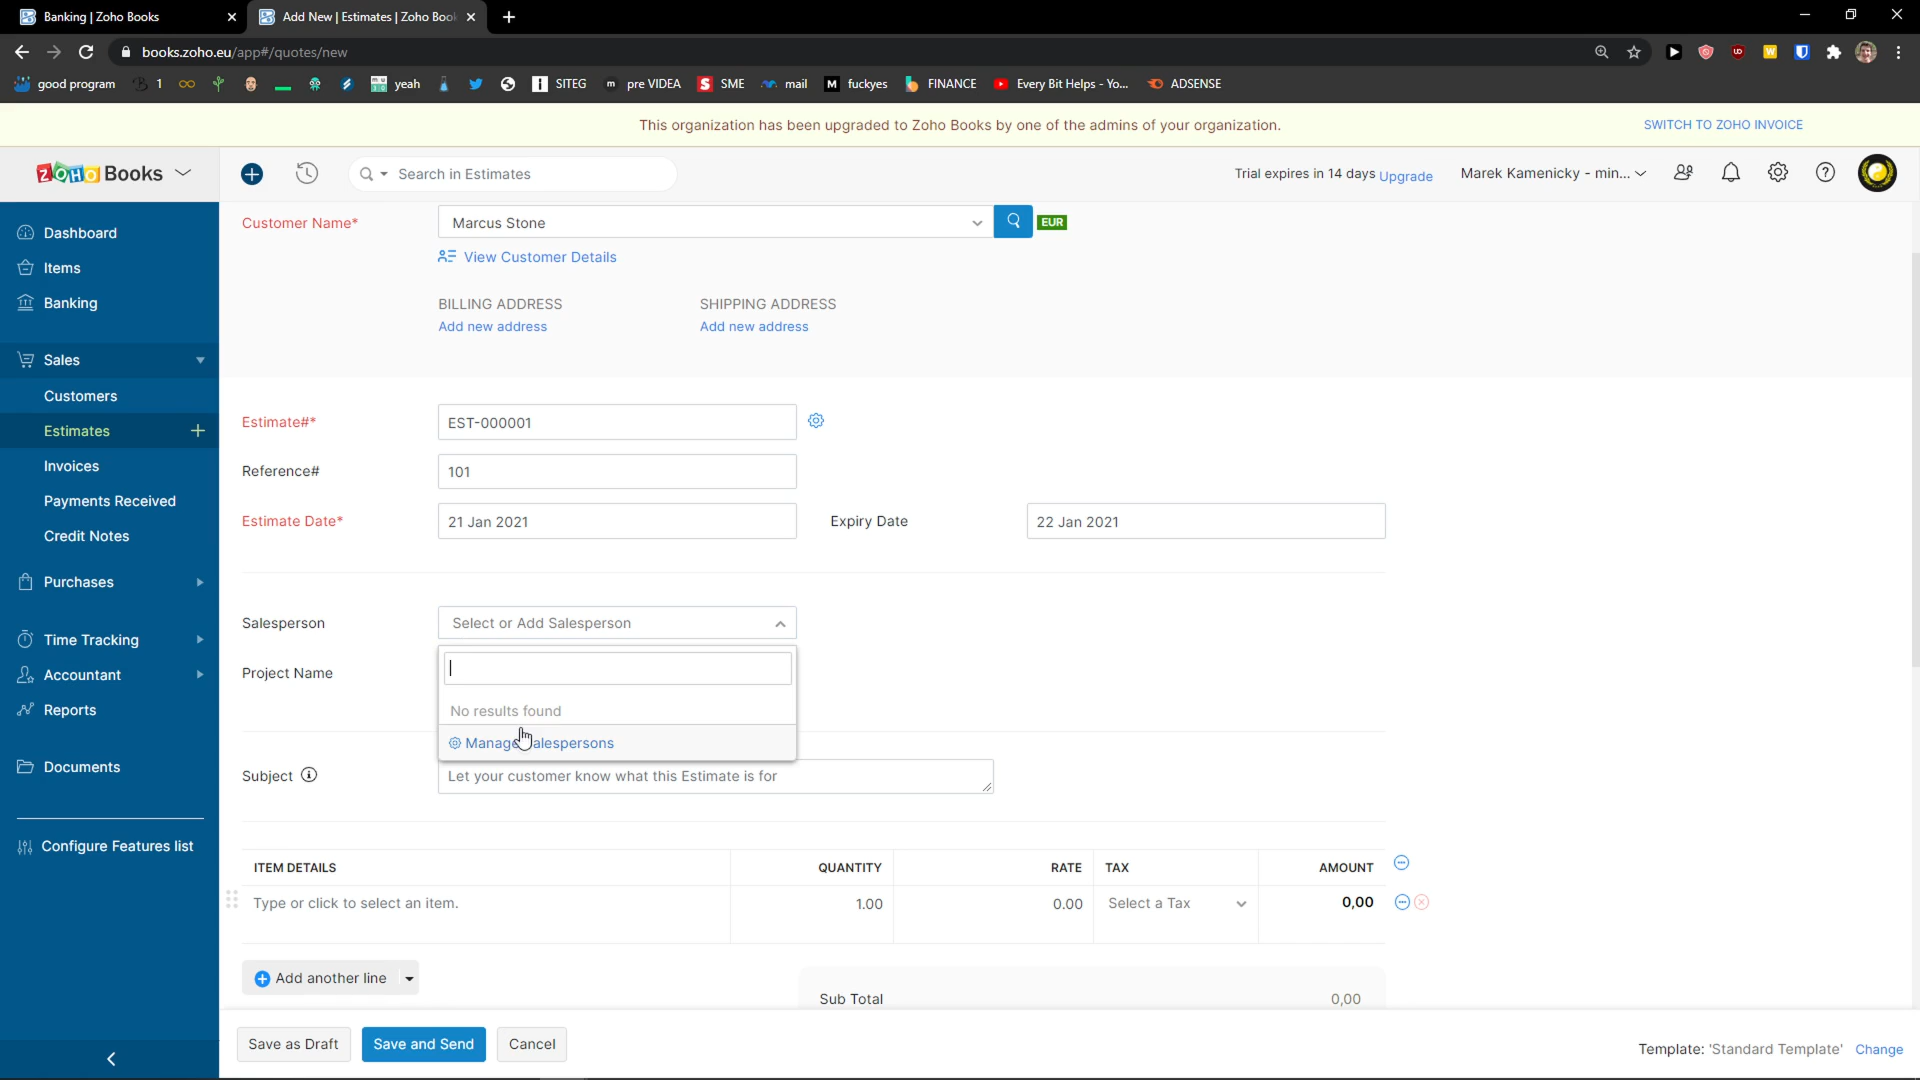 Banking | Zoho Books
Add New | Estimates | Zoho Boo
books.zoho.eu/app#/quotes/new
good program
1
yeah
SITEG
pre VIDEA
SME
mail
fuckyes
FINANCE
Every Bit Helps - Yo...
ADSENSE
This organization has been upgraded to Zoho Books by one of the admins of your organization.
SWITCH TO ZOHO INVOICE
ZOHO Books
Search in Estimates
Trial expires in 14 days Upgrade
Marek Kamenicky - min...
Dashboard
Items
Banking
Sales
Customers
Estimates
Invoices
Payments Received
Credit Notes
Purchases
Time Tracking
Accountant
Reports
Documents
Configure Features list
Customer Name*
Marcus Stone
EUR
View Customer Details
BILLING ADDRESS
Add new address
SHIPPING ADDRESS
Add new address
Estimate#*
EST-000001
Reference#
101
Estimate Date*
21 Jan 2021
Expiry Date
22 Jan 2021
Salesperson
Select or Add Salesperson
Project Name
No results found
Manage Salespersons
Subject
Let your customer know what this Estimate is for
ITEM DETAILS QUANTITY RATE TAX AMOUNT
Type or click to select an item. 1.00 0.00 Select a Tax 0,00
Add another line
Sub Total 0,00
Save as Draft
Save and Send
Cancel
Template: 'Standard Template' Change